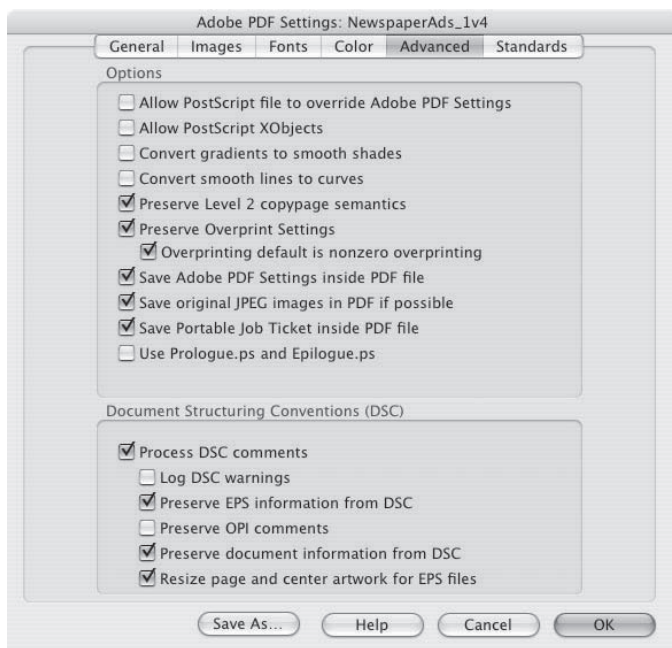 Adobe PDF Settings: NewspaperAds_1v4
General Images Fonts Color Advanced Standards
Options
Allow PostScript file to override Adobe PDF Settings
Allow PostScript XObjects
Convert gradients to smooth shades
Convert smooth lines to curves
Preserve Level 2 copypage semantics
Preserve Overprint Settings
Overprinting default is nonzero overprinting
Save Adobe PDF Settings inside PDF file
Save original JPEG images in PDF if possible
Save Portable Job Ticket inside PDF file
Use Prologue.ps and Epilogue.ps
Document Structuring Conventions (DSC)
Process DSC comments
Log DSC warnings
Preserve EPS information from DSC
Preserve OPI comments
Preserve document information from DSC
Resize page and center artwork for EPS files
Save As... Help Cancel OK